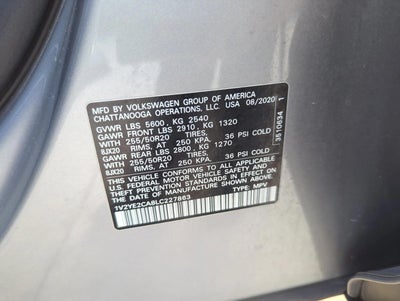 MFD BY VOLKSWAGEN GROUP OF AMERICA
CHATTANOOGA OPERATIONS, LLC. USA 08/2020
GVWR LBS 5600, KG 2540
GAWR FRONT LBS 2910, KG 1320
WITH 255/50R20 TIRES,
8JX20 RIMS, AT 250 KPA, 36 PSI COLD
GAWR REAR LBS 2800, KG 1270
WITH 255/50R20 TIRES,
8JX20 RIMS, AT 250 KPA, 36 PSI COLD
THIS VEHICLE CONFORMS TO ALL APPLICABLE
U.S. FEDERAL MOTOR VEHICLE SAFETY
AND THEFT PREVENTION STANDARDS IN EFFECT ON
THE DATE OF MANUFACTURE SHOWN ABOVE.
1V2YE2CA8LC227863 TYPE: MPV
3510634 1